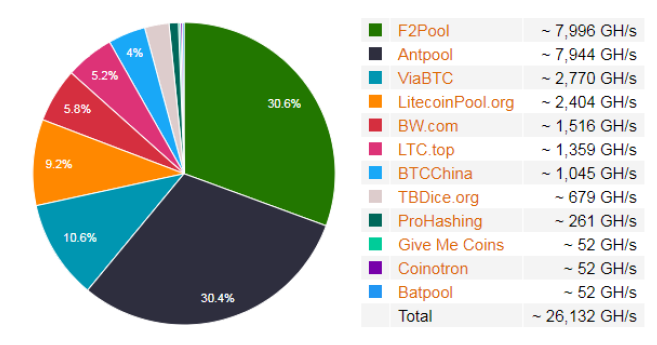 30.6%
30.4%
10.6%
9.2%
5.8%
5.2%
4%
F2Pool ~ 7,996 GH/s
Antpool ~ 7,944 GH/s
ViaBTC ~ 2,770 GH/s
LitecoinPool.org ~ 2,404 GH/s
BW.com ~ 1,516 GH/s
LTC.top ~ 1,359 GH/s
BTCChina ~ 1,045 GH/s
TBDice.org ~ 679 GH/s
ProHashing ~ 261 GH/s
Give Me Coins ~ 52 GH/s
Coinotron ~ 52 GH/s
Batpool ~ 52 GH/s
Total ~ 26,132 GH/s